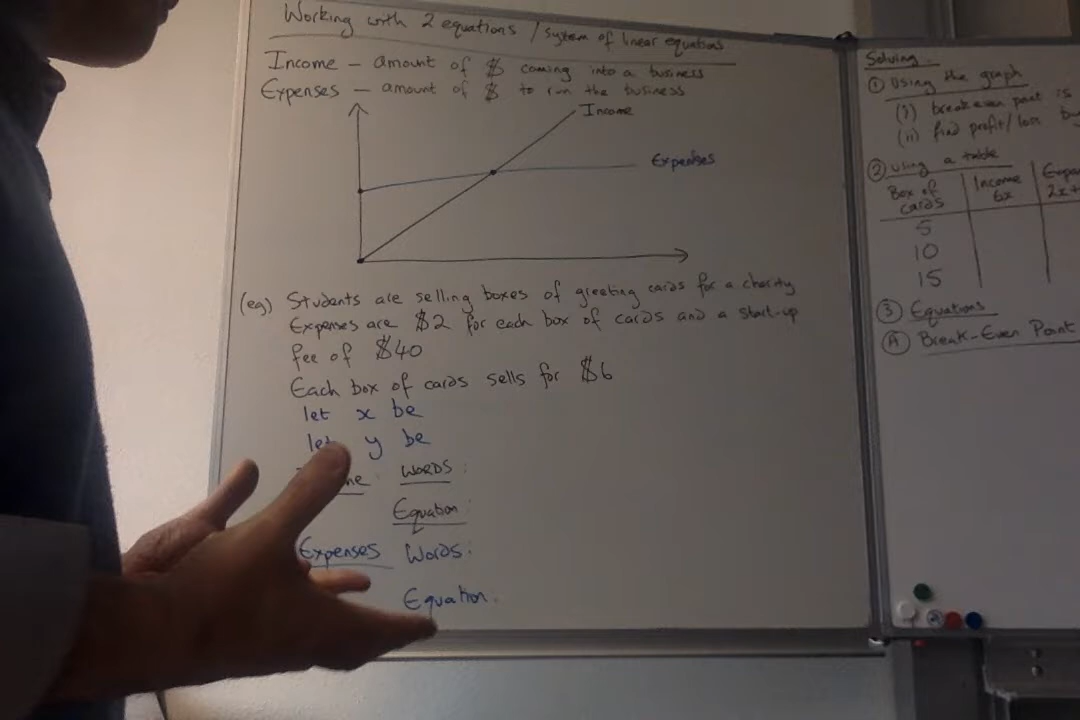 Working with 2 equations / system of linear equations
Income - amount of $ coming into a business
Expenses - amount of $ to run the business
Income
Expenses
(eg) Students are selling boxes of greeting cards for a charity
Expenses are $2 for each box of cards and a start-up
fee of $40
Each box of cards sells for $6
let x be
let y be
WORDS:
Equation:
Expenses Words:
Equation:
Solving:
① Using the graph
(i) breakeven point is
(ii) find profit/loss
② Using a table
Box of cards Income 6x 2x+
5
10
15
③ Equations
Ⓐ Break-Even Point